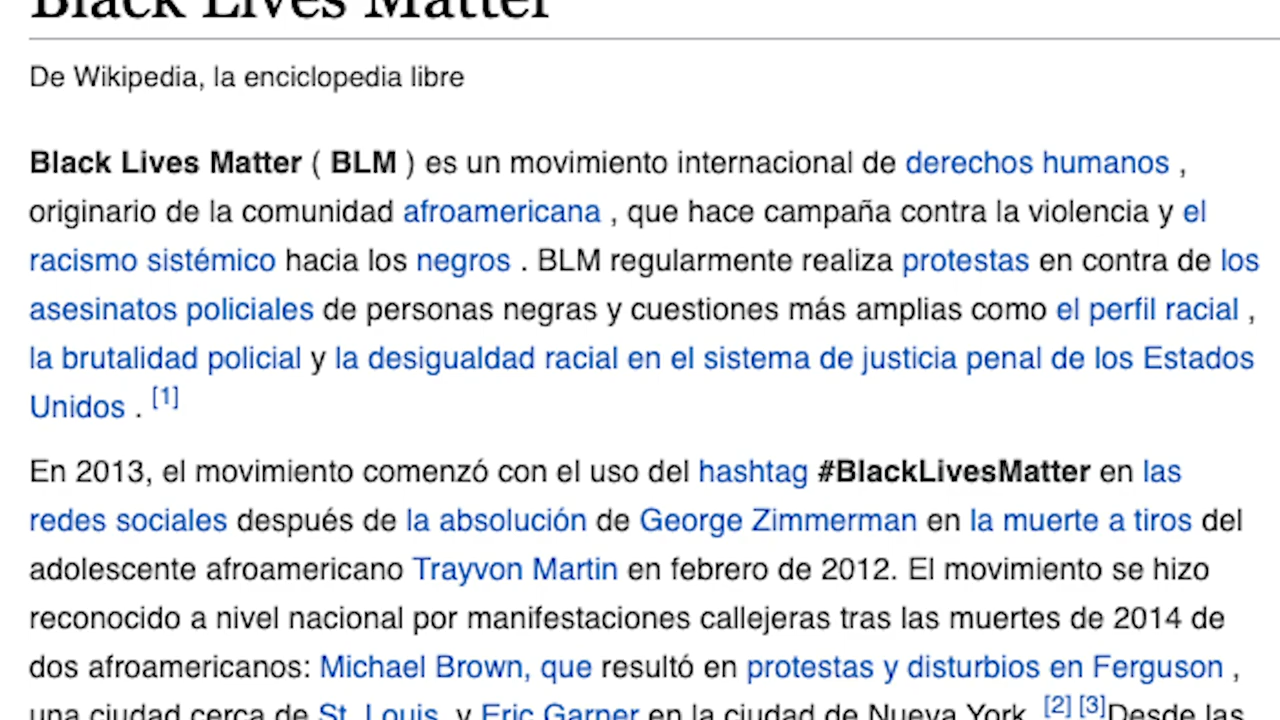 Black Lives Matter
De Wikipedia, la enciclopedia libre
Black Lives Matter ( BLM ) es un movimiento internacional de derechos humanos ,
originario de la comunidad afroamericana , que hace campaña contra la violencia y el
racismo sistémico hacia los negros . BLM regularmente realiza protestas en contra de los
asesinatos policiales de personas negras y cuestiones más amplias como el perfil racial ,
la brutalidad policial y la desigualdad racial en el sistema de justicia penal de los Estados
Unidos . [1]
En 2013, el movimiento comenzó con el uso del hashtag #BlackLivesMatter en las
redes sociales después de la absolución de George Zimmerman en la muerte a tiros del
adolescente afroamericano Trayvon Martin en febrero de 2012. El movimiento se hizo
reconocido a nivel nacional por manifestaciones callejeras tras las muertes de 2014 de
dos afroamericanos: Michael Brown, que resultó en protestas y disturbios en Ferguson ,
una ciudad cerca de St. Louis, y Eric Garner en la ciudad de Nueva York. [2] [3]Desde las